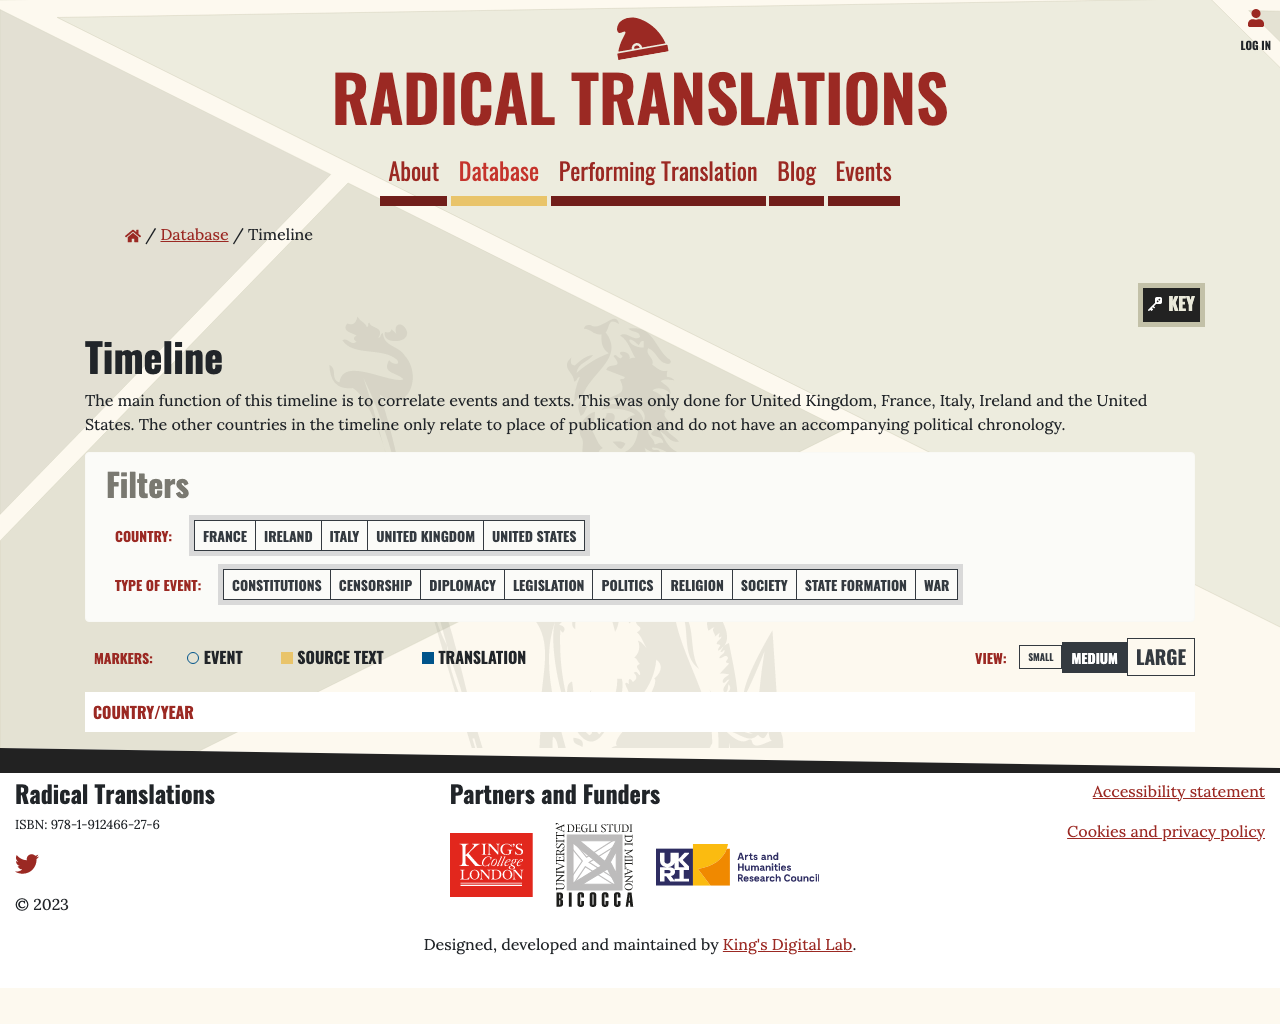 LOG IN
RADICAL TRANSLATIONS
About Database Performing Translation Blog Events
/ Database / Timeline
KEY
Timeline
The main function of this timeline is to correlate events and texts. This was only done for United Kingdom, France, Italy, Ireland and the United
States. The other countries in the timeline only relate to place of publication and do not have an accompanying political chronology.
Filters
COUNTRY: FRANCE IRELAND ITALY UNITED KINGDOM UNITED STATES
TYPE OF EVENT: CONSTITUTIONS CENSORSHIP DIPLOMACY LEGISLATION POLITICS RELIGION SOCIETY STATE FORMATION WAR
MARKERS: EVENT SOURCE TEXT TRANSLATION VIEW: SMALL MEDIUM LARGE
COUNTRY/YEAR
Radical Translations
ISBN: 978-1-912466-27-6
© 2023
Partners and Funders
KING'S
College
LONDON
UNIVERSITA'
DEGLI STUDI
DI MILANO
BICOCCA
UKRI
Arts and
Humanities
Research Council
Accessibility statement
Cookies and privacy policy
Designed, developed and maintained by King's Digital Lab.